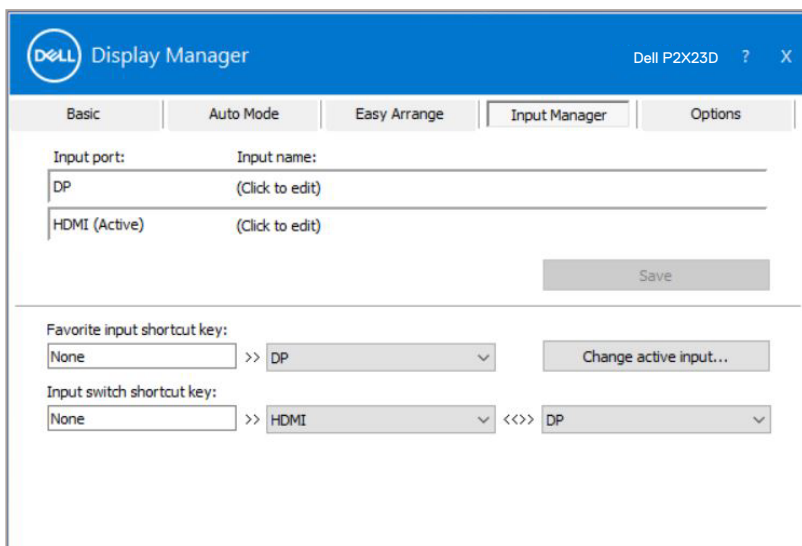 DELL Display Manager Dell P2X23D ? X
Basic Auto Mode Easy Arrange Input Manager Options
Input port: Input name:
DP (Click to edit)
HDMI (Active) (Click to edit)
Save
Favorite input shortcut key:
None >> DP Change active input...
Input switch shortcut key:
None >> HDMI <<>> DP